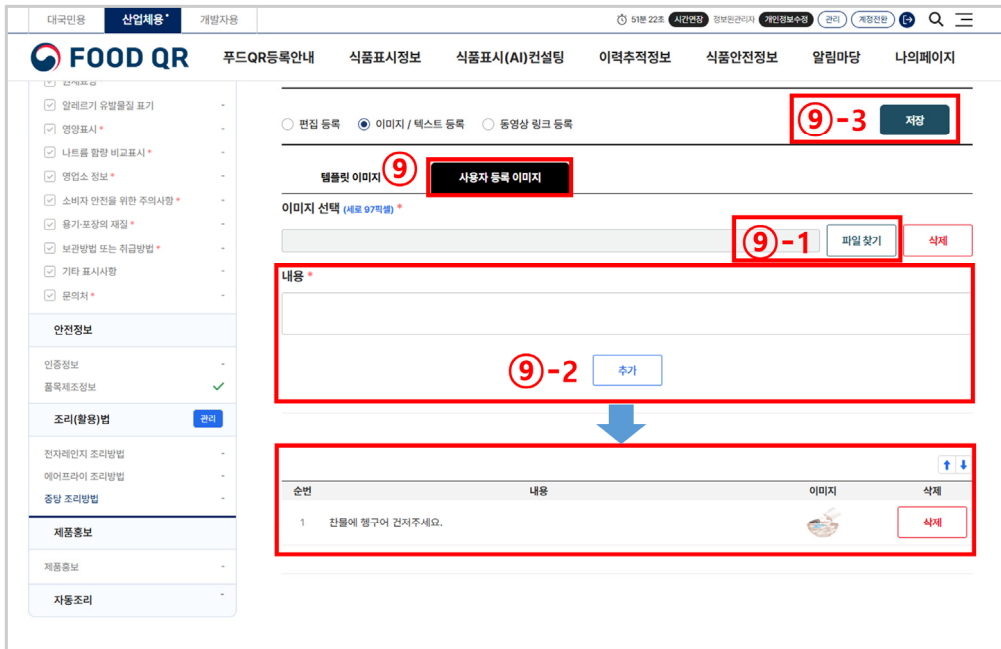 대국민용 산업체용 개발자용 51분 22초 시간연장 정보원관리자 개인정보수정 관리 계정전환
FOOD QR 푸드QR등록안내 식품표시정보 식품표시(AI)컨설팅 이력추적정보 식품안전정보 알림마당 나의페이지
알레르기 유발물질 표기 -
영양표시 * -
나트륨 함량 비교표시 * -
영업소 정보 * -
소비자 안전을 위한 주의사항 * -
용기·포장의 재질 * -
보관방법 또는 취급방법 * -
기타 표시사항 -
문의처 * -
안전정보
인증정보 -
품목제조정보
조리(활용)법 관리
전자레인지 조리방법 -
에어프라이 조리방법 -
중탕 조리방법 -
제품홍보
제품홍보 -
자동조리 -
편집 등록 이미지 / 텍스트 등록 동영상 링크 등록 ⑨-3 저장
템플릿 이미지 ⑨ 사용자 등록 이미지
이미지 선택 (세로 97픽셀) *
⑨-1 파일 찾기 삭제
내용 *
⑨-2 추가
순번 내용 이미지 삭제
1 찬물에 헹구어 건저주세요. 삭제